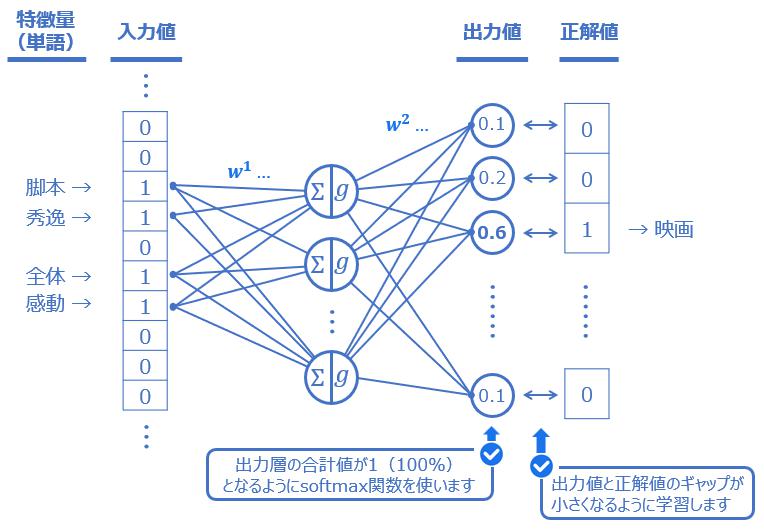 特徴量
（単語）
入力値
出力値
正解値
w¹ ...
w² ...
0
0
脚本 → 1
秀逸 → 1
0
全体 → 1
感動 → 1
0
0
0
Σ g
Σ g
Σ g
0.1
0.2
0.6
0.1
0
0
1 → 映画
0
出力層の合計値が1（100%）
となるようにsoftmax関数を使います
出力値と正解値のギャップが
小さくなるように学習します